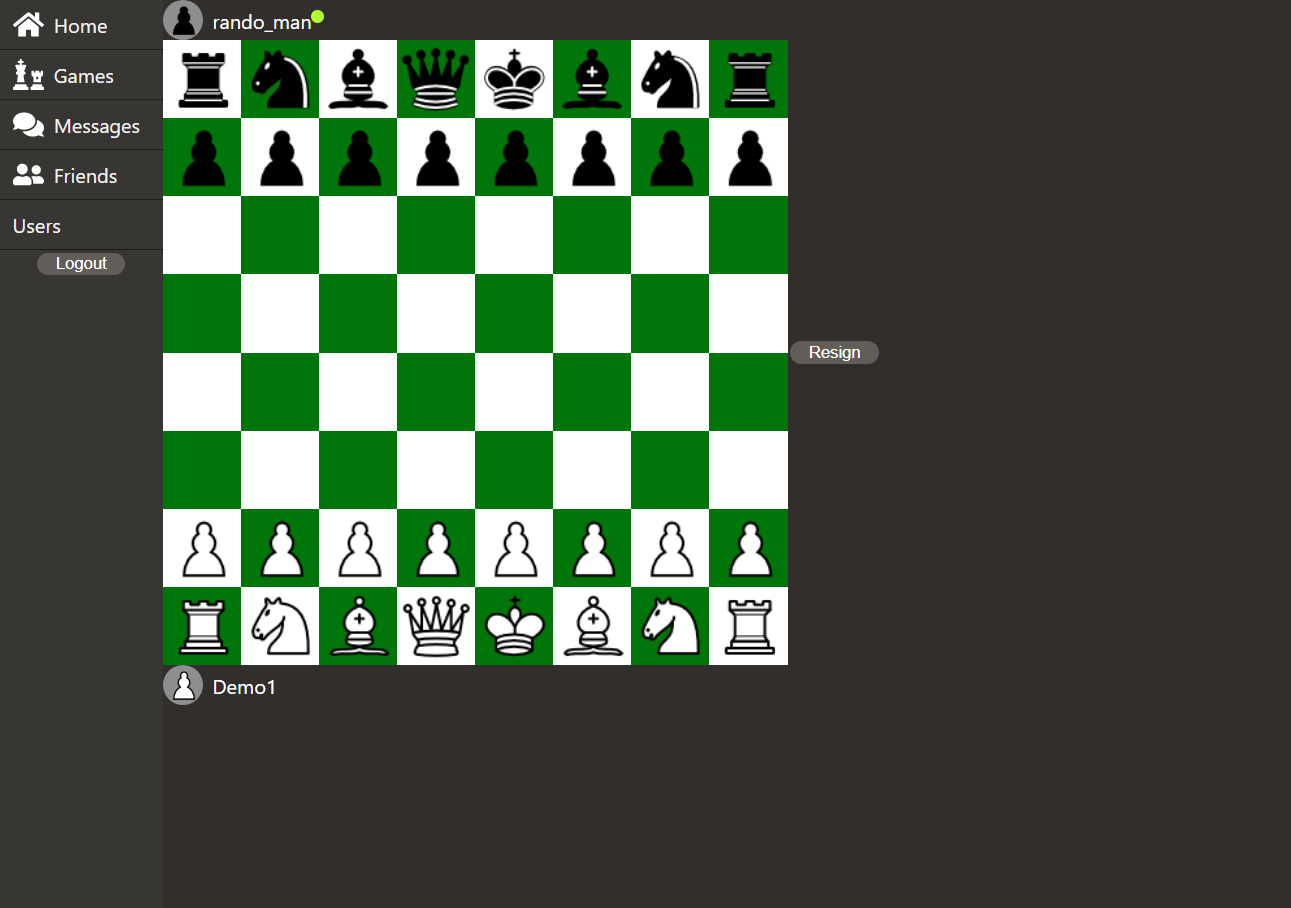 Home
Games
Messages
Friends
Users
Logout
rando_man
Resign
Demo1